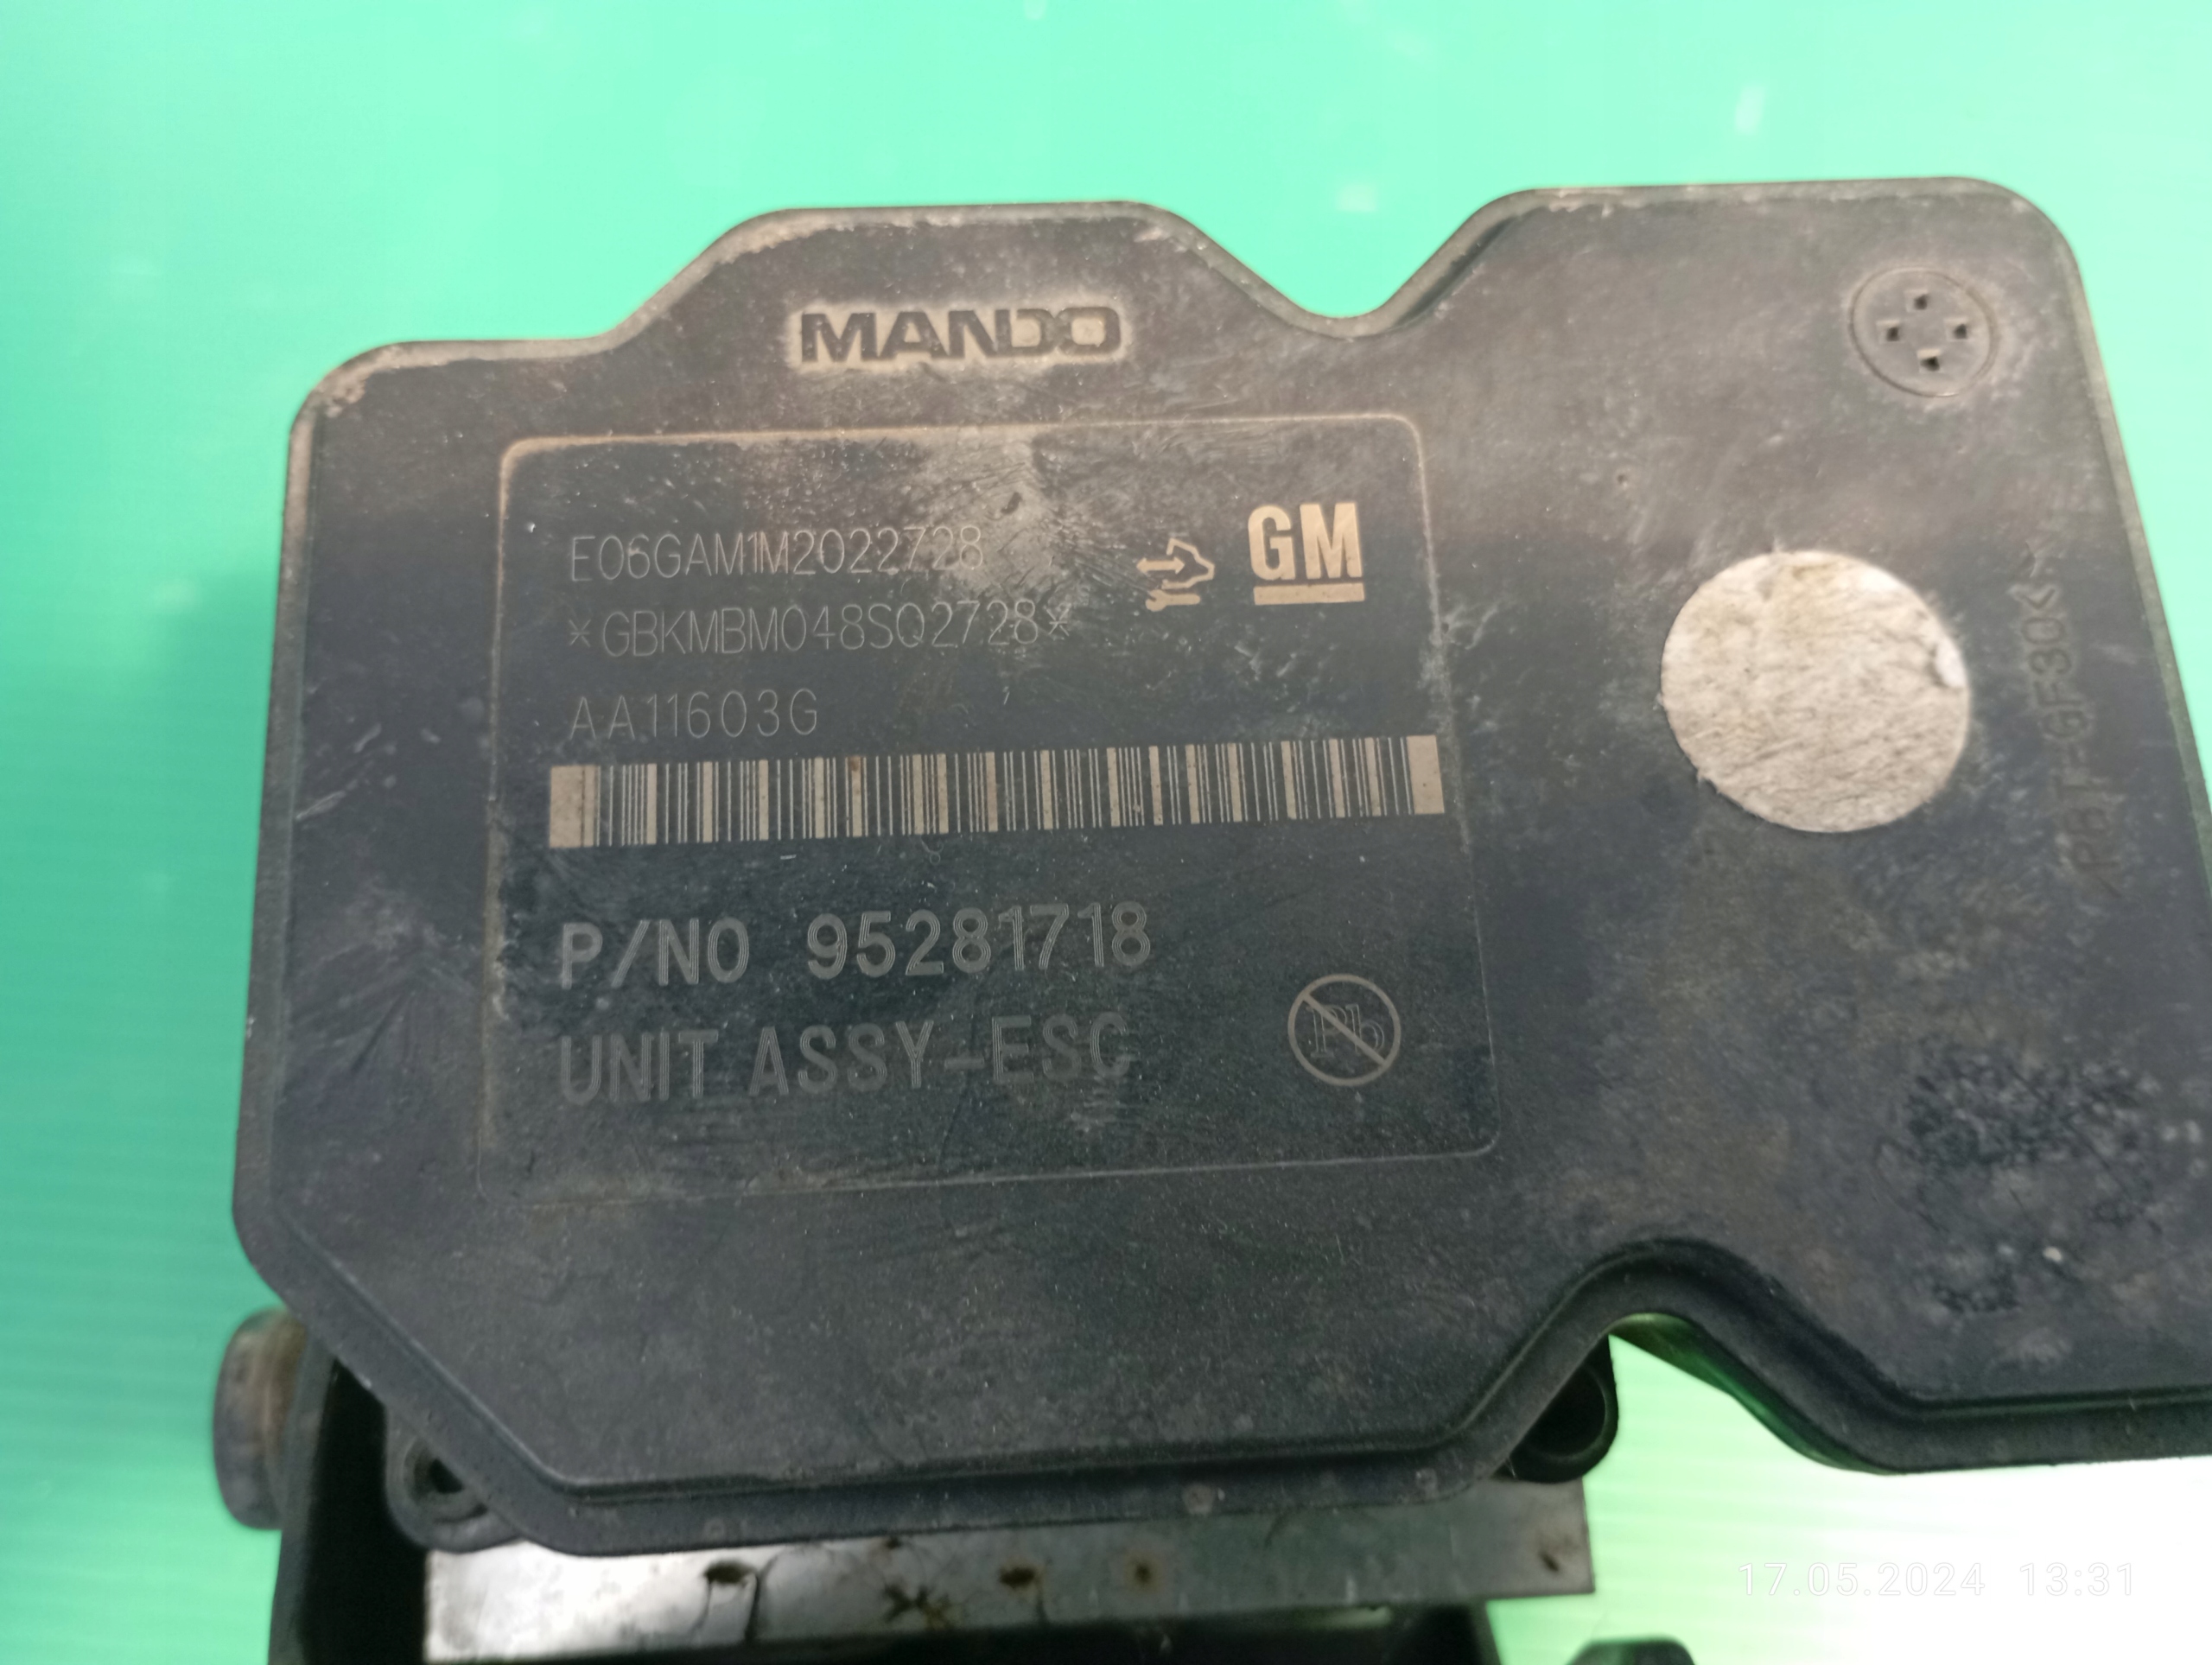 MANDO
E06GAM1M2022728
GM
*GBKMBM048SQ2728*
AA11603G
P/NO 95281718
UNIT ASSY-ESC
Pb
17.05.2024 13:31